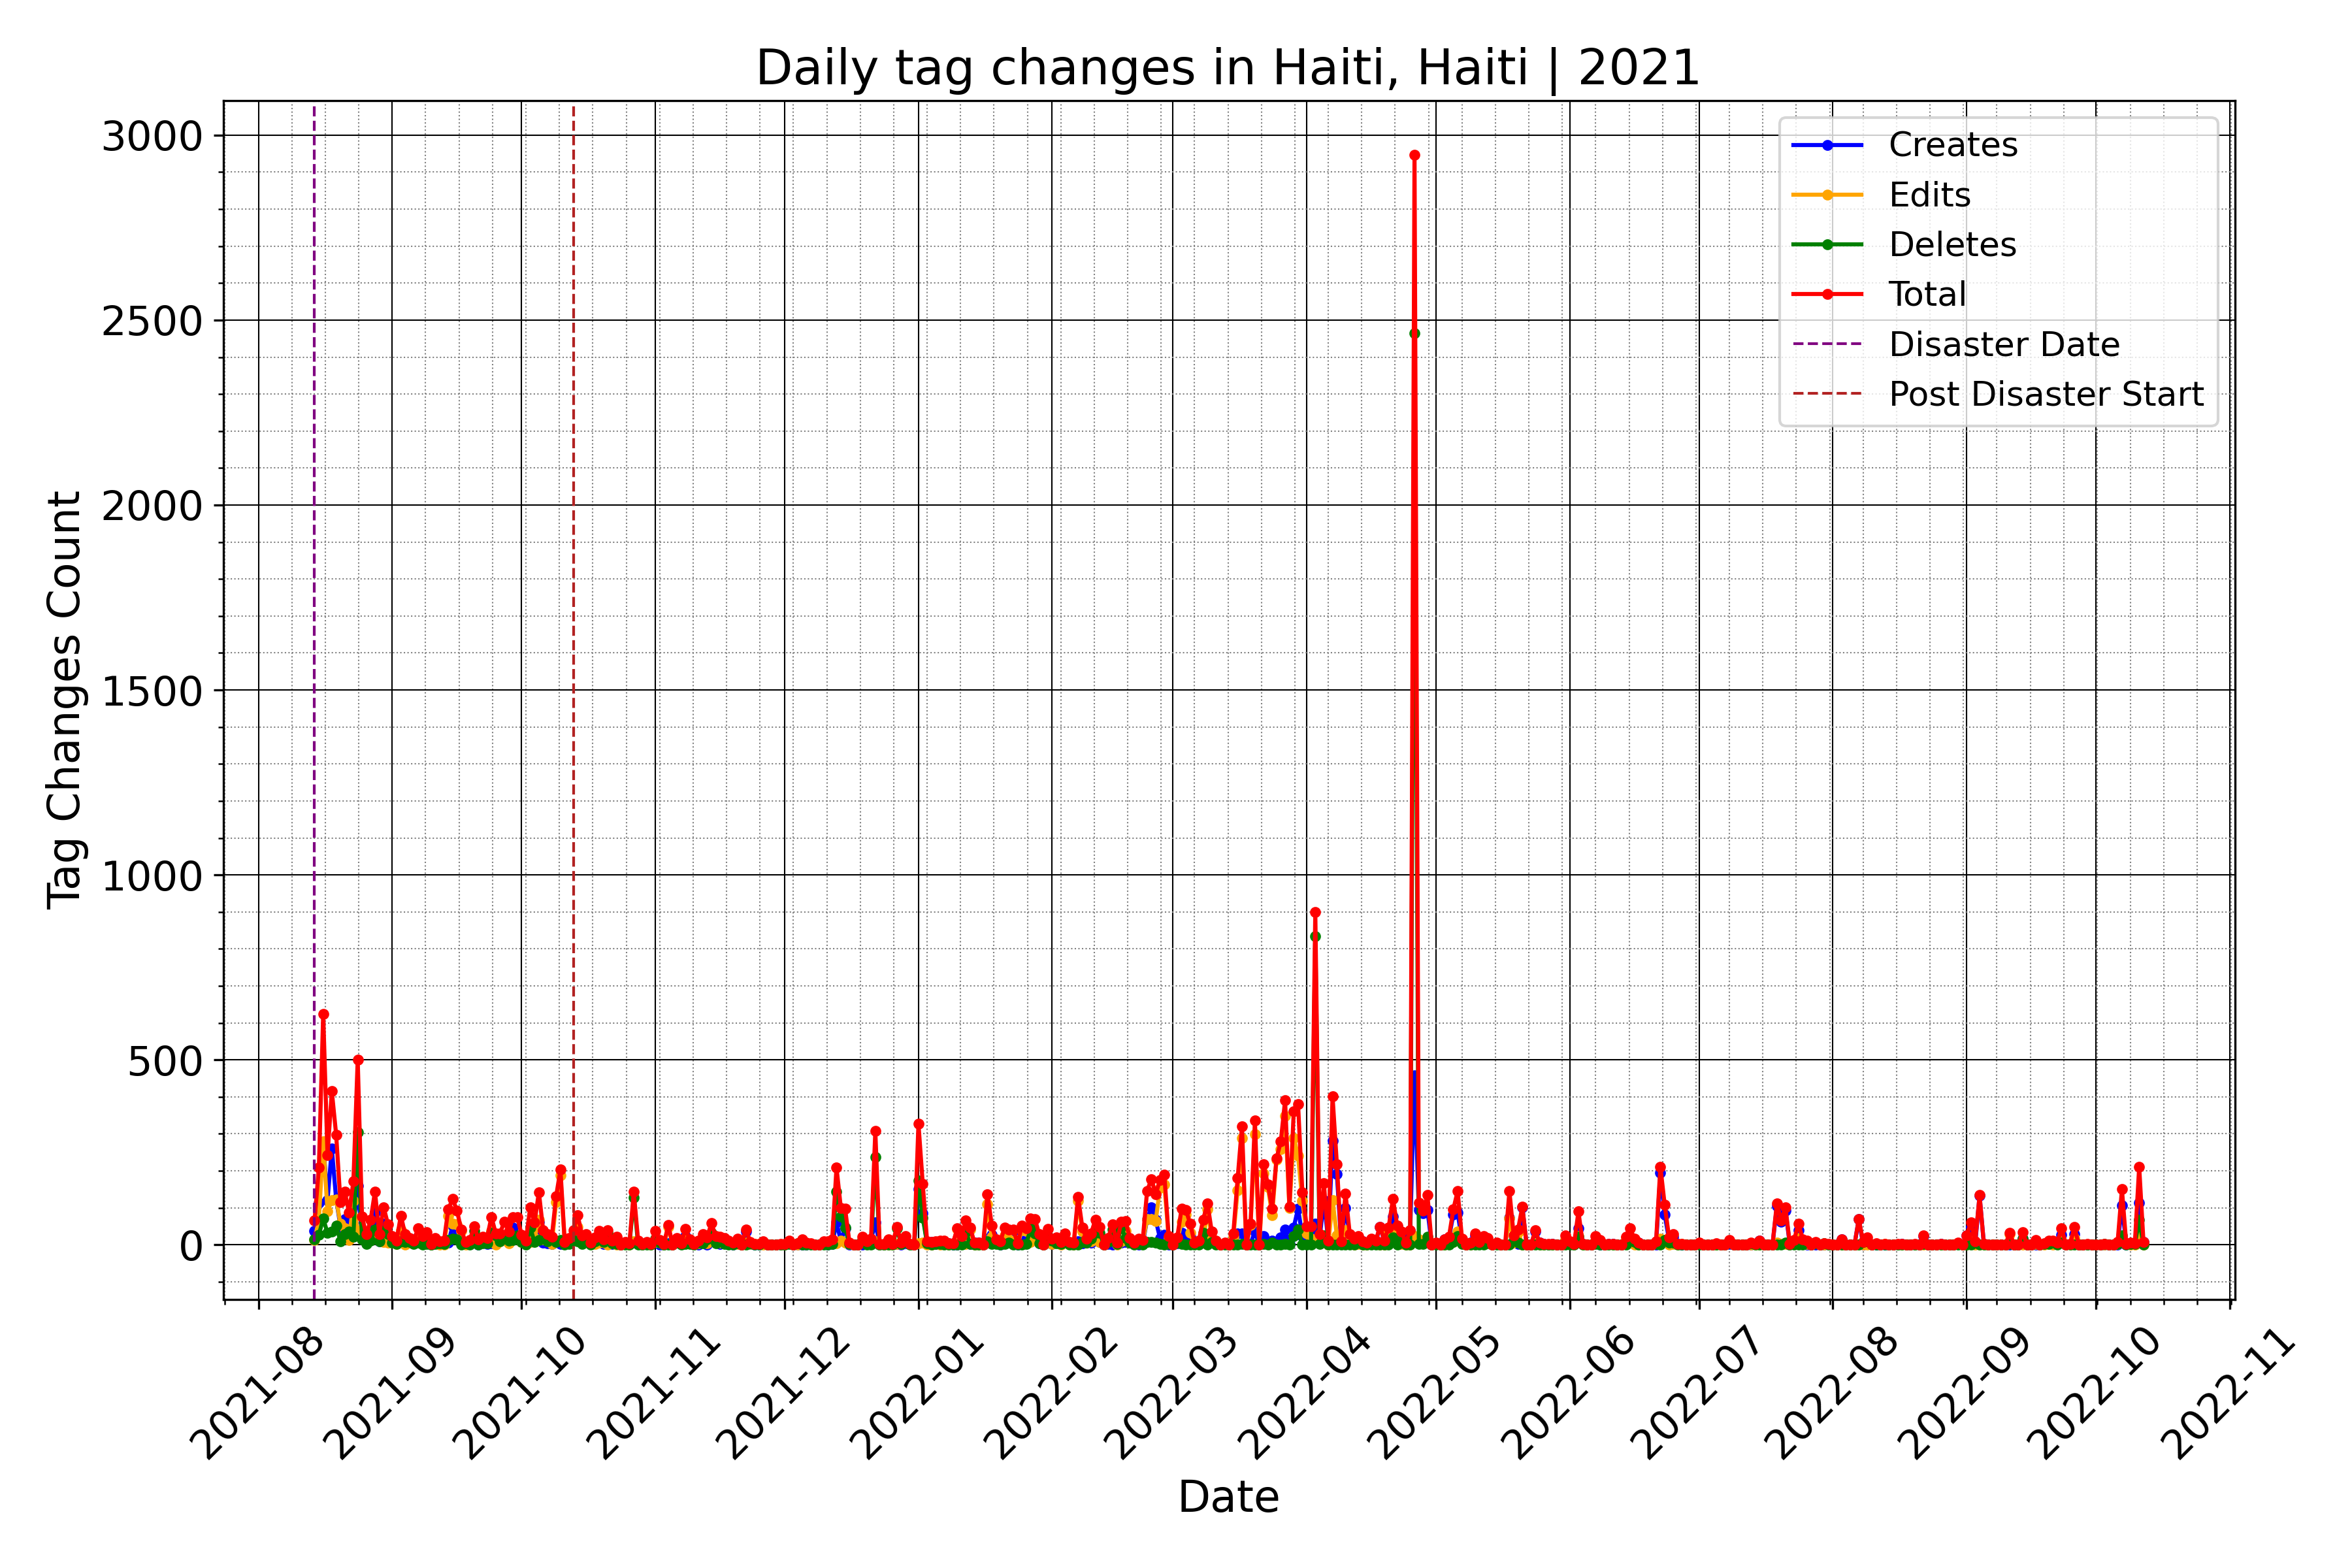 Daily tag changes in Haiti, Haiti | 2021
Tag Changes Count
3000
2500
2000
1500
1000
500
0
Creates
Edits
Deletes
Total
Disaster Date
Post Disaster Start
2021-08
2021-09
2021-10
2021-11
2021-12
2022-01
2022-02
2022-03
2022-04
2022-05
2022-06
2022-07
2022-08
2022-09
2022-10
2022-11
Date